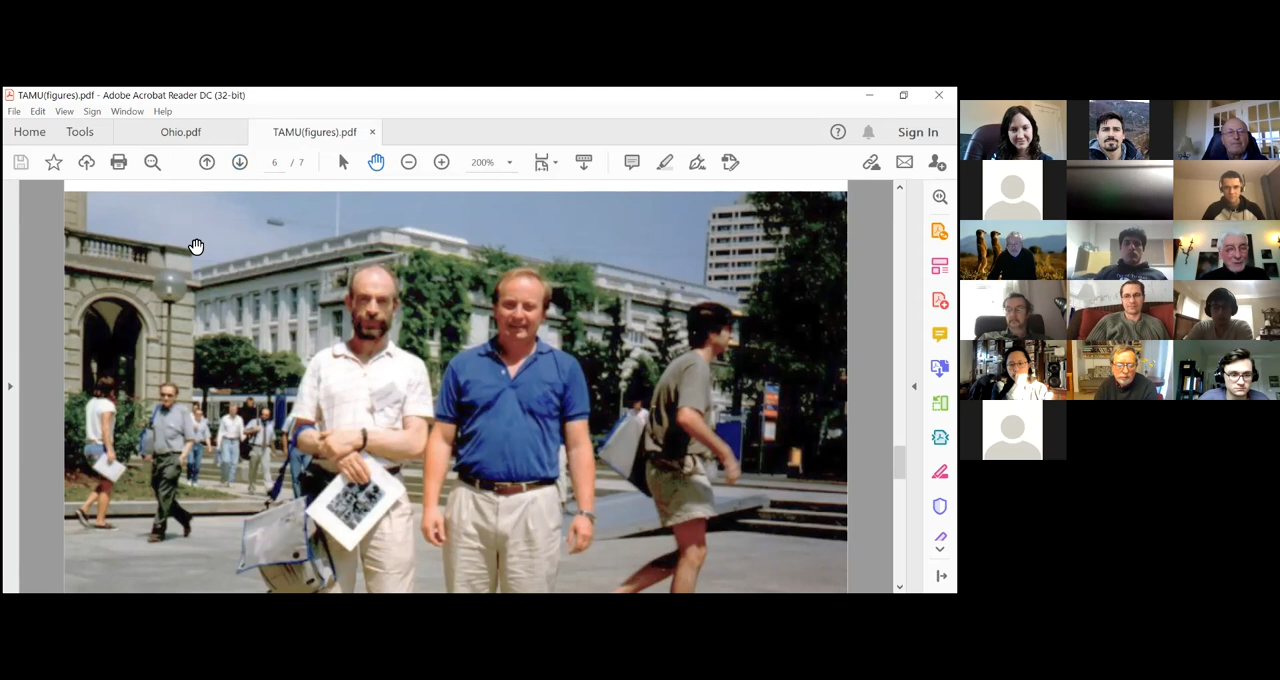 TAMU(figures).pdf - Adobe Acrobat Reader DC (32-bit)
File Edit View Sign Window Help
Home Tools Ohio.pdf TAMU(figures).pdf × Sign In
6 / 7 200%